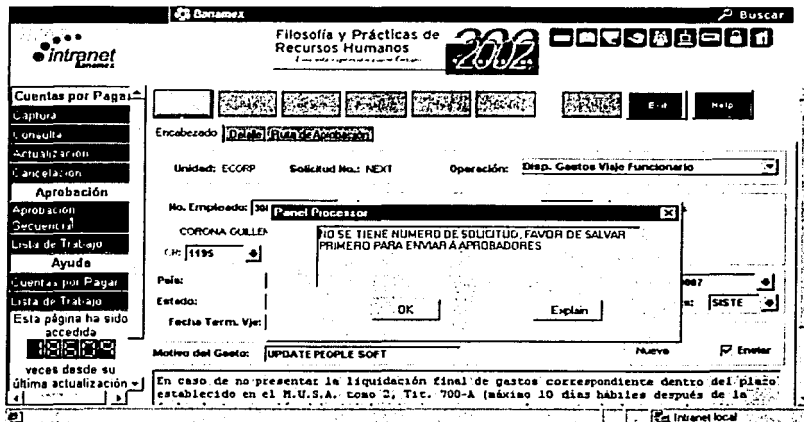 Banamex
Buscar
intranet
Banamex
Filosofía y Prácticas de
Recursos Humanos
2002
Cuentas por Pagar
Captura
Consulta
Actualización
Cancelación
Aprobación
Aprobación
Secuencial
Lista de Trabajo
Ayuda
Cuentas por Pagar
Lista de Trabajo
Esta página ha sido
accedida
veces desde su
última actualización
Exit
Help
Encabezado Detalle Ruta de Aprobación
Unidad: ECORP Solicitud No.: NEXT Operación: Disp. Gastos Viaje Funcionario
No. Empleado:
CORONA GUILLEN
CR: 1195
País:
Estado:
Fecha Term. Vje:
SISTE
Panel Processor
NO SE TIENE NUMERO DE SOLICITUD, FAVOR DE SALVAR
PRIMERO PARA ENVIAR A APROBADORES
OK Explain
Motivo del Gasto: UPDATE PEOPLE SOFT Nuevo Enviar
En caso de no presentar la liquidación final de gastos correspondiente dentro del plazo
establecido en el M.U.S.A. tomo 2, Tit. 700-A (máximo 10 días hábiles después de la
Intranet local